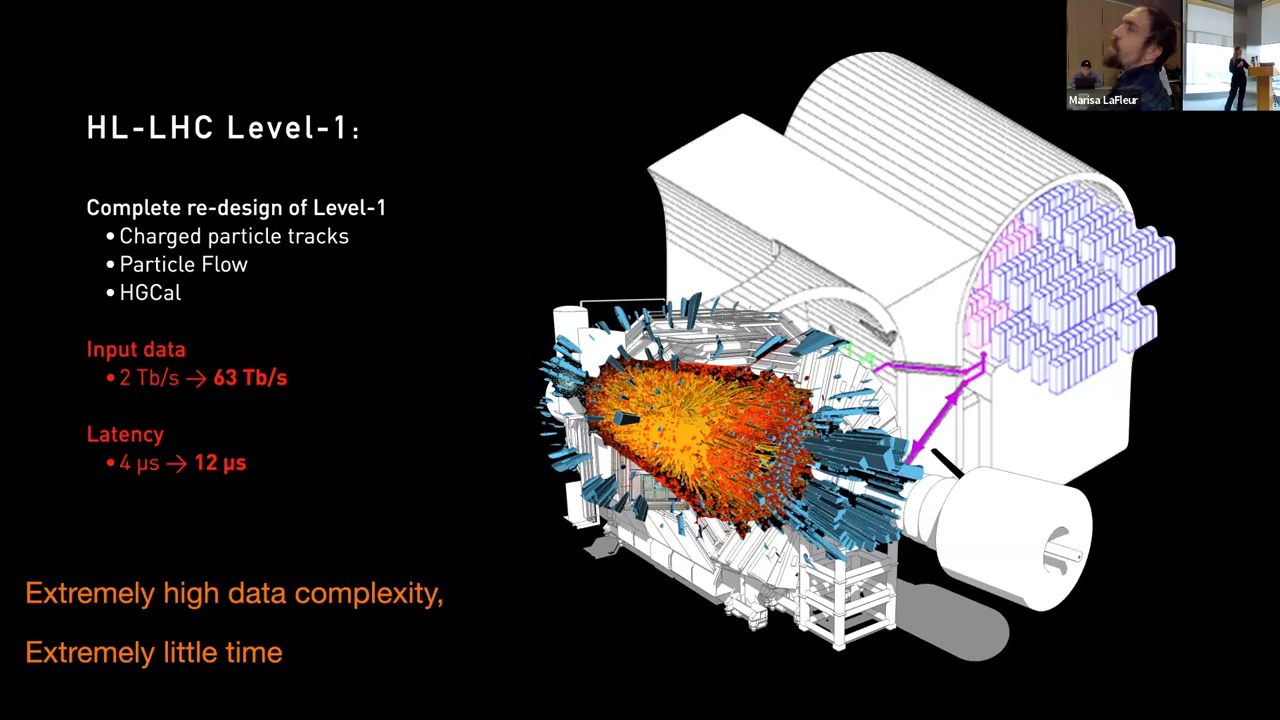 HL-LHC Level-1:
Complete re-design of Level-1
• Charged particle tracks
• Particle Flow
• HGCal
Input data
• 2 Tb/s → 63 Tb/s
Latency
• 4 μs → 12 μs
Extremely high data complexity,
Extremely little time
Marisa LaFleur